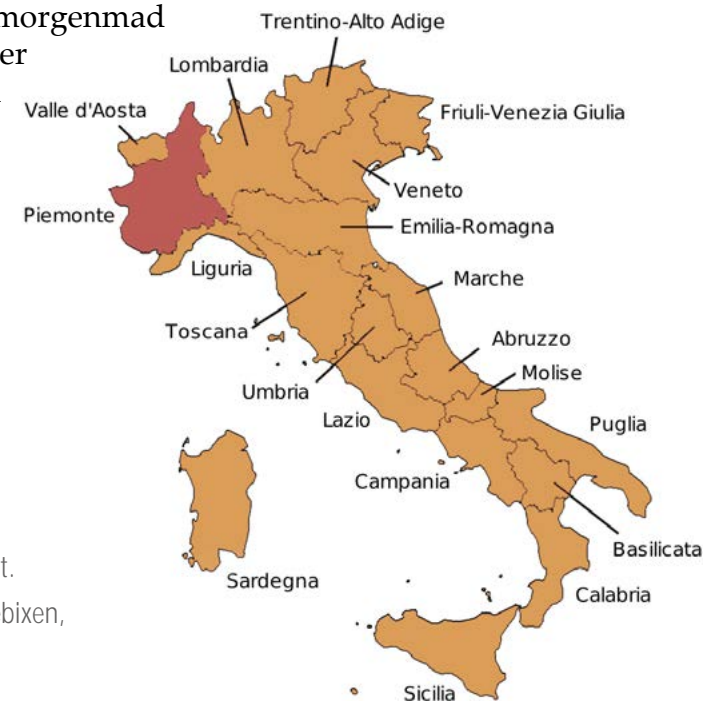 morgenmad
er
Trentino-Alto Adige
Lombardia
Valle d'Aosta
Friuli-Venezia Giulia
Veneto
Piemonte
Emilia-Romagna
Liguria
Marche
Toscana
Abruzzo
Molise
Umbria
Lazio
Puglia
Campania
Basilicata
t.
Sardegna
Calabria
bixen,
Sicilia